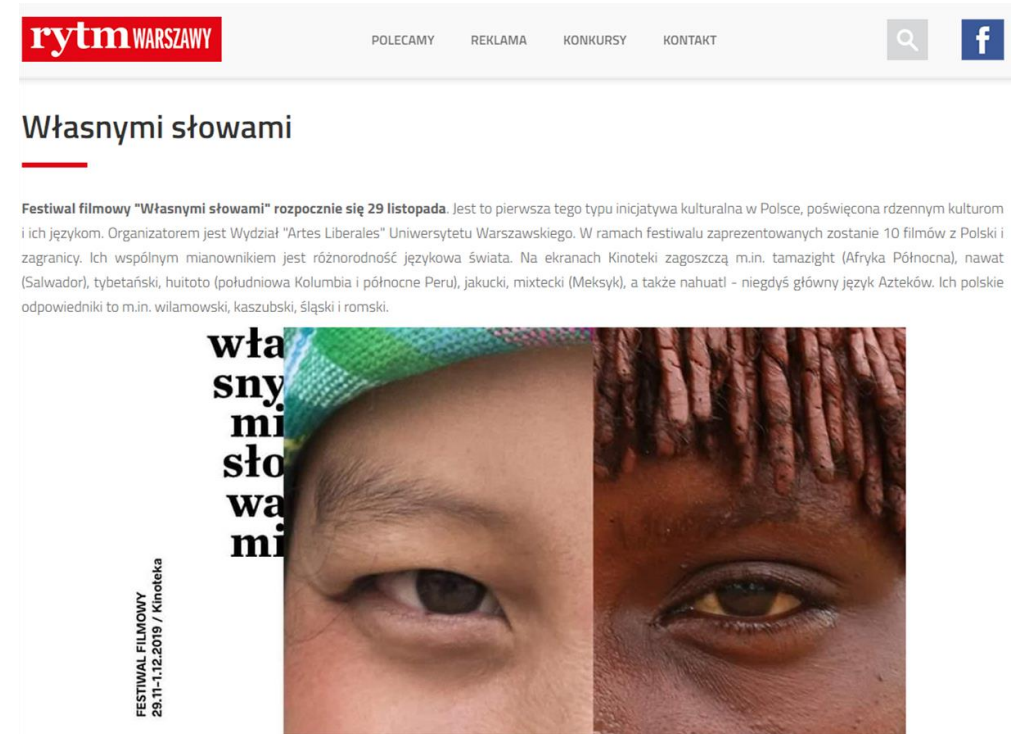 rytm WARSZAWY
POLECAMY REKLAMA KONKURSY KONTAKT
f
Własnymi słowami
Festiwal filmowy "Własnymi słowami" rozpocznie się 29 listopada. Jest to pierwsza tego typu inicjatywa kulturalna w Polsce, poświęcona rdzennym kulturom
i ich językom. Organizatorem jest Wydział "Artes Liberales" Uniwersytetu Warszawskiego. W ramach festiwalu zaprezentowanych zostanie 10 filmów z Polski i
zagranicy. Ich wspólnym mianownikiem jest różnorodność językowa świata. Na ekranach Kinoteki zagoszczą m.in. tamazight (Afryka Północna), nawat
(Salwador), tybetański, huitoto (południowa Kolumbia i północne Peru), jakucki, mixtecki (Meksyk), a także nahuatl - niegdyś główny język Azteków. Ich polskie
odpowiedniki to m.in. wilamowski, kaszubski, śląski i romski.
wła
sny
mi
sło
wa
mi
FESTIWAL FILMOWY
29.11-1.12.2019 / Kinoteka